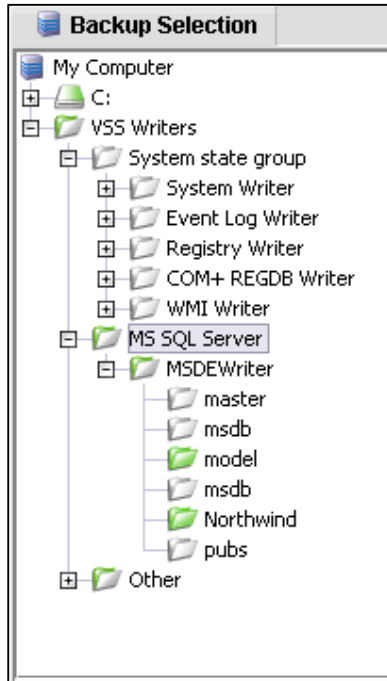 Backup Selection
My Computer
C:
VSS Writers
System state group
System Writer
Event Log Writer
Registry Writer
COM+ REGDB Writer
WMI Writer
MS SQL Server
MSDEWriter
master
msdb
model
msdb
Northwind
pubs
Other